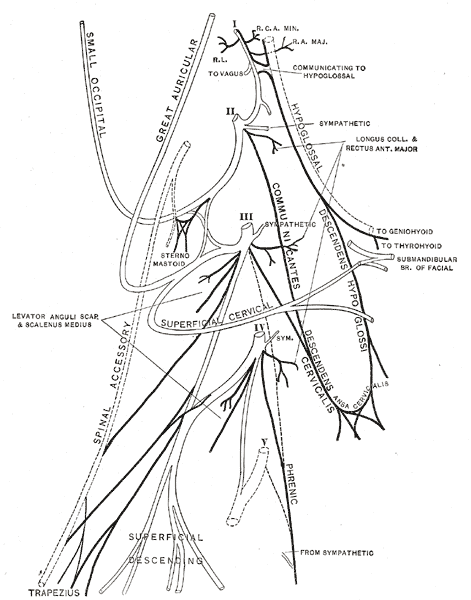 I
R.C.A. MIN.
R.A. MAJ.
R.L.
TO VAGUS
COMMUNICATING TO
HYPOGLOSSAL
SMALL OCCIPITAL
GREAT AURICULAR
HYPOGLOSSAL
II
SYMPATHETIC
LONGUS COLL. &
RECTUS ANT. MAJOR
COMMUNICANTES
DESCENDENS HYPOGLOSSI
III
SYMPATHETIC
TO GENIOHYOID
TO THYROHYOID
SUBMANDIBULAR
BR. OF FACIAL
STERNO
MASTOID
LEVATOR ANGULI SCAP.
& SCALENUS MEDIUS
SUPERFICIAL CERVICAL
SPINAL ACCESSORY
IV
SYM.
DESCENDENS
CERVICALIS
ANSA CERVICALIS
V
PHRENIC
SUPERFICIAL
DESCENDING
FROM SYMPATHETIC
TRAPEZIUS